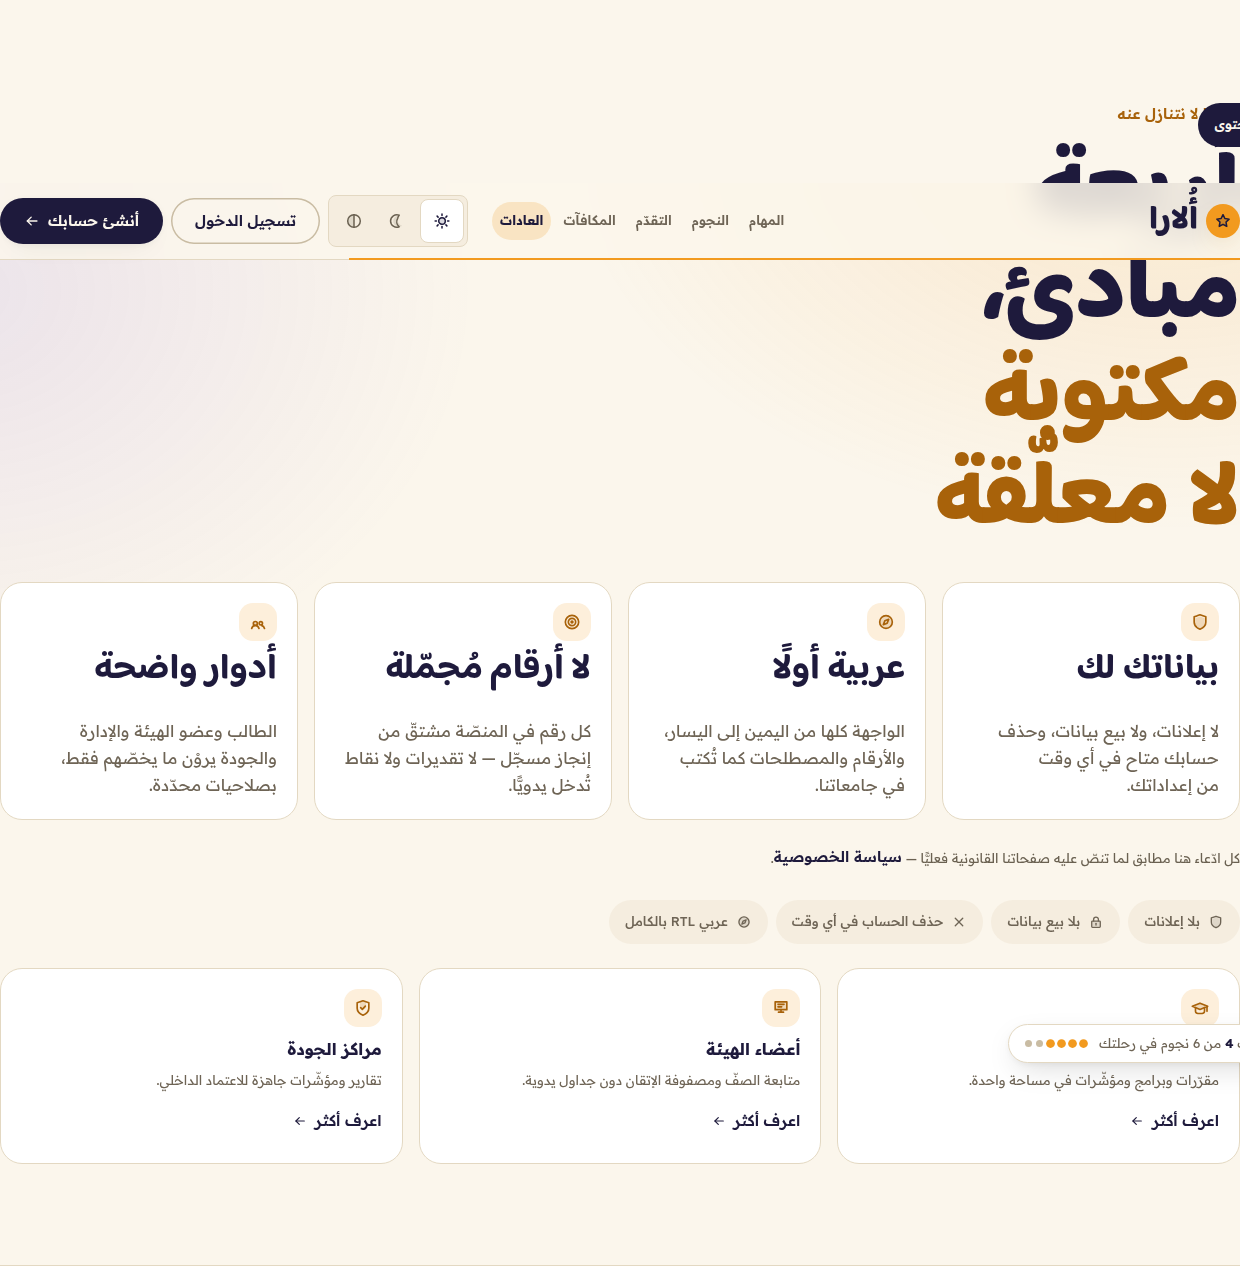 لا نتنازل عنه
توى
ألارا
المهام
النجوم
التقدّم
المكافآت
العادات
تسجيل الدخول
أنشئ حسابك
مبادئ،
مكتوبة
لا معلّقة
بياناتك لك
لا إعلانات، ولا بيع بيانات، وحذف
حسابك متاح في أي وقت
من إعداداتك.
عربية أولًا
الواجهة كلها من اليمين إلى اليسار،
والأرقام والمصطلحات كما تُكتب
في جامعاتنا.
لا أرقام مُجمّلة
كل رقم في المنصّة مشتقّ من
إنجاز مسجّل — لا تقديرات ولا نقاط
تُدخل يدويًّا.
أدوار واضحة
الطالب وعضو الهيئة والإدارة
والجودة يروْن ما يخصّهم فقط،
بصلاحيات محدّدة.
كل ادّعاء هنا مطابق لما تنصّ عليه صفحاتنا القانونية فعليًّا — سياسة الخصوصية.
بلا إعلانات
بلا بيع بيانات
حذف الحساب في أي وقت
عربي RTL بالكامل
4 من 6 نجوم في رحلتك
مقرّرات وبرامج ومؤشّرات في مساحة واحدة.
اعرف أكثر
أعضاء الهيئة
متابعة الصفّ ومصفوفة الإتقان دون جداول يدوية.
اعرف أكثر
مراكز الجودة
تقارير ومؤشّرات جاهزة للاعتماد الداخلي.
اعرف أكثر